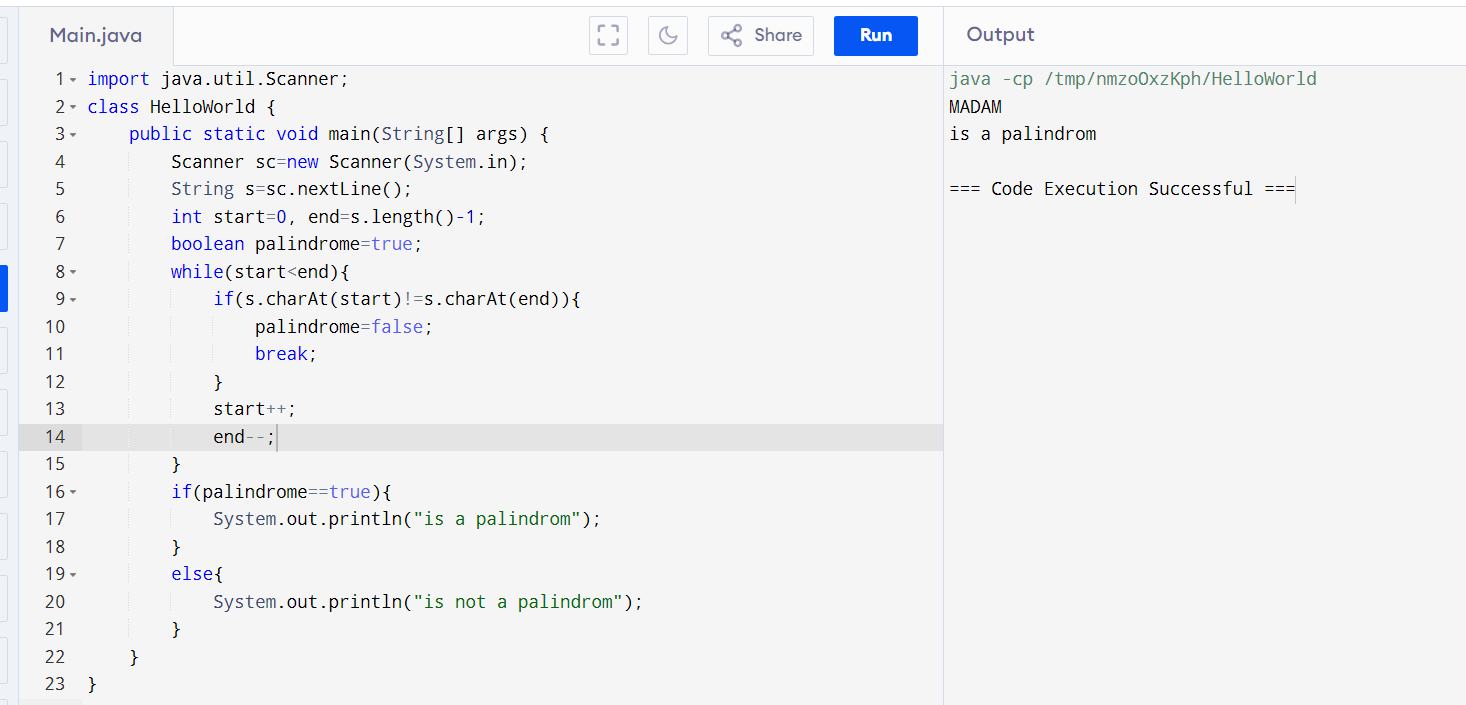 Main.java
Share
Run
Output
1 import java.util.Scanner;
2 class HelloWorld {
3     public static void main(String[] args) {
4         Scanner sc=new Scanner(System.in);
5         String s=sc.nextLine();
6         int start=0, end=s.length()-1;
7         boolean palindrome=true;
8         while(start<end){
9             if(s.charAt(start)!=s.charAt(end)){
10                 palindrome=false;
11                 break;
12             }
13             start++;
14             end--;
15         }
16         if(palindrome==true){
17             System.out.println("is a palindrom");
18         }
19         else{
20             System.out.println("is not a palindrom");
21         }
22     }
23 }
java -cp /tmp/nmzoOxzKph/HelloWorld
MADAM
is a palindrom
=== Code Execution Successful ===